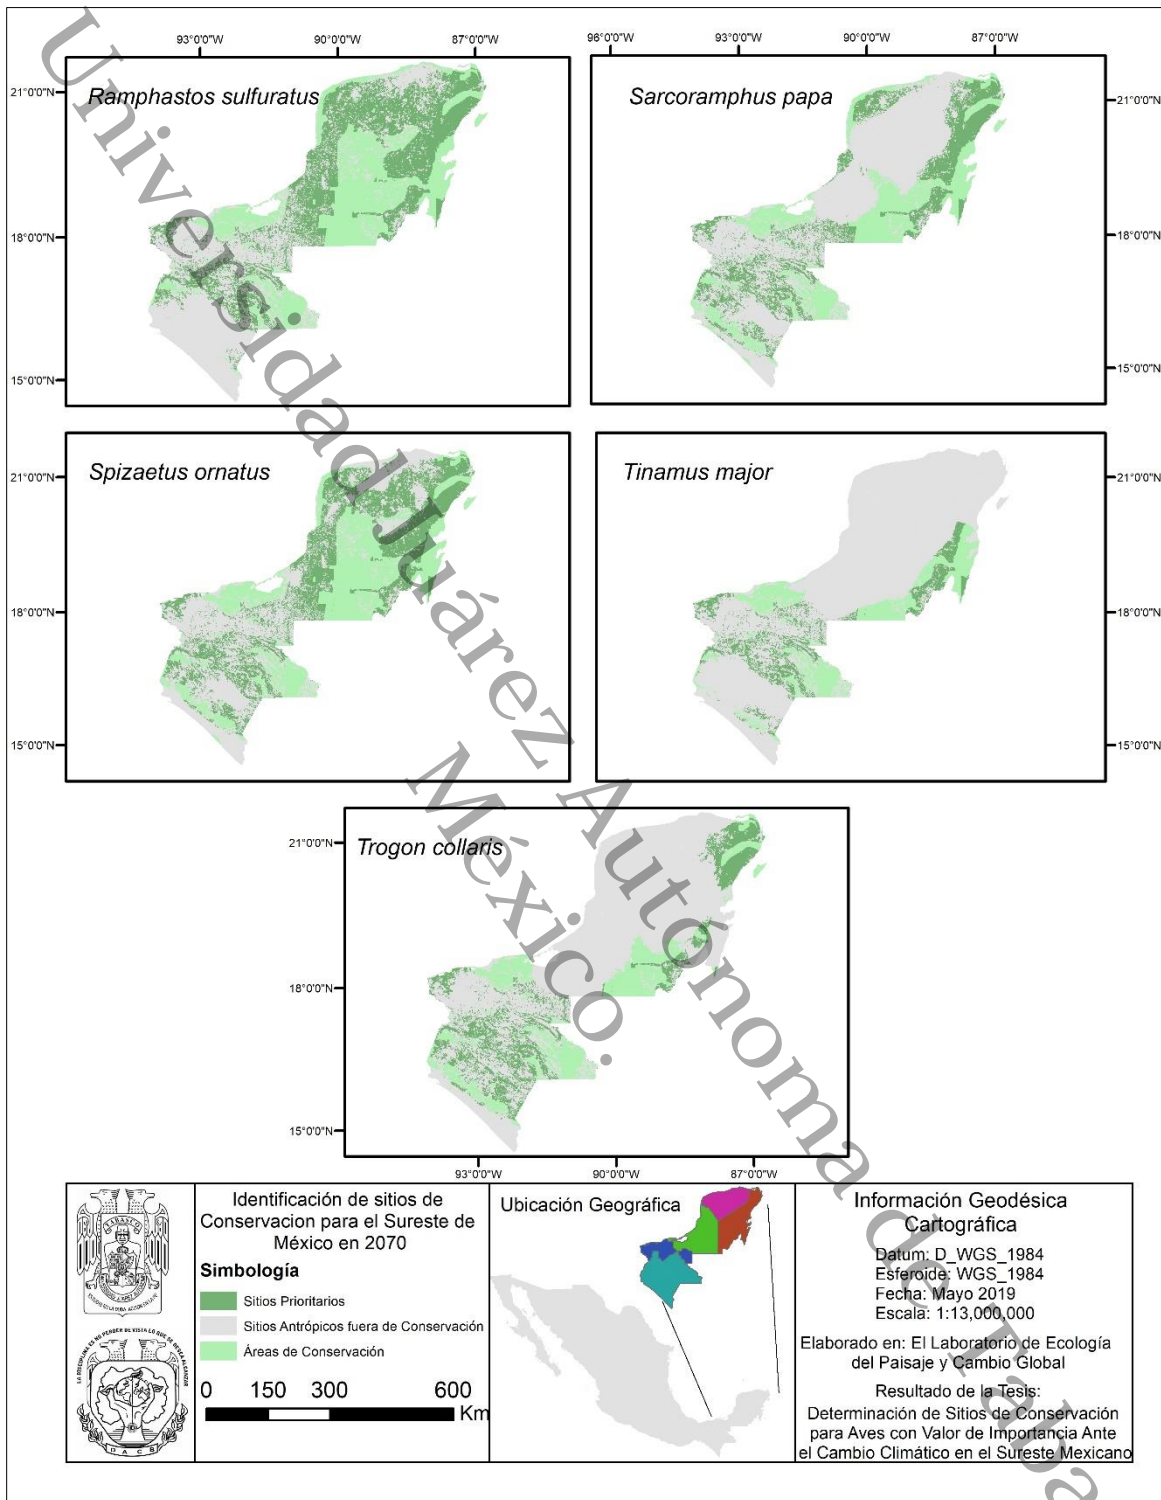 93°0'0"W 90°0'0"W 87°0'0"W 96°0'0"W 93°0'0"W 90°0'0"W 87°0'0"W
Ramphastos sulfuratus
21°0'0"N
18°0'0"N
15°0'0"N
Sarcoramphus papa
21°0'0"N
18°0'0"N
15°0'0"N
Spizaetus ornatus
21°0'0"N
18°0'0"N
15°0'0"N
Tinamus major
21°0'0"N
18°0'0"N
15°0'0"N
Trogon collaris
21°0'0"N
18°0'0"N
15°0'0"N
93°0'0"W 90°0'0"W 87°0'0"W
Identificación de sitios de
Conservacion para el Sureste de
México en 2070
Simbología
Sitios Prioritarios
Sitios Antrópicos fuera de Conservación
Áreas de Conservación
0 150 300 600
Km
Ubicación Geográfica
Información Geodésica
Cartográfica
Datum: D_WGS_1984
Esferoide: WGS_1984
Fecha: Mayo 2019
Escala: 1:13,000,000
Elaborado en: El Laboratorio de Ecología
del Paisaje y Cambio Global
Resultado de la Tesis:
Determinación de Sitios de Conservación
para Aves con Valor de Importancia Ante
el Cambio Climático en el Sureste Mexicano
TABASCO
DACB
Universidad Juárez Autónoma de Taba
México.